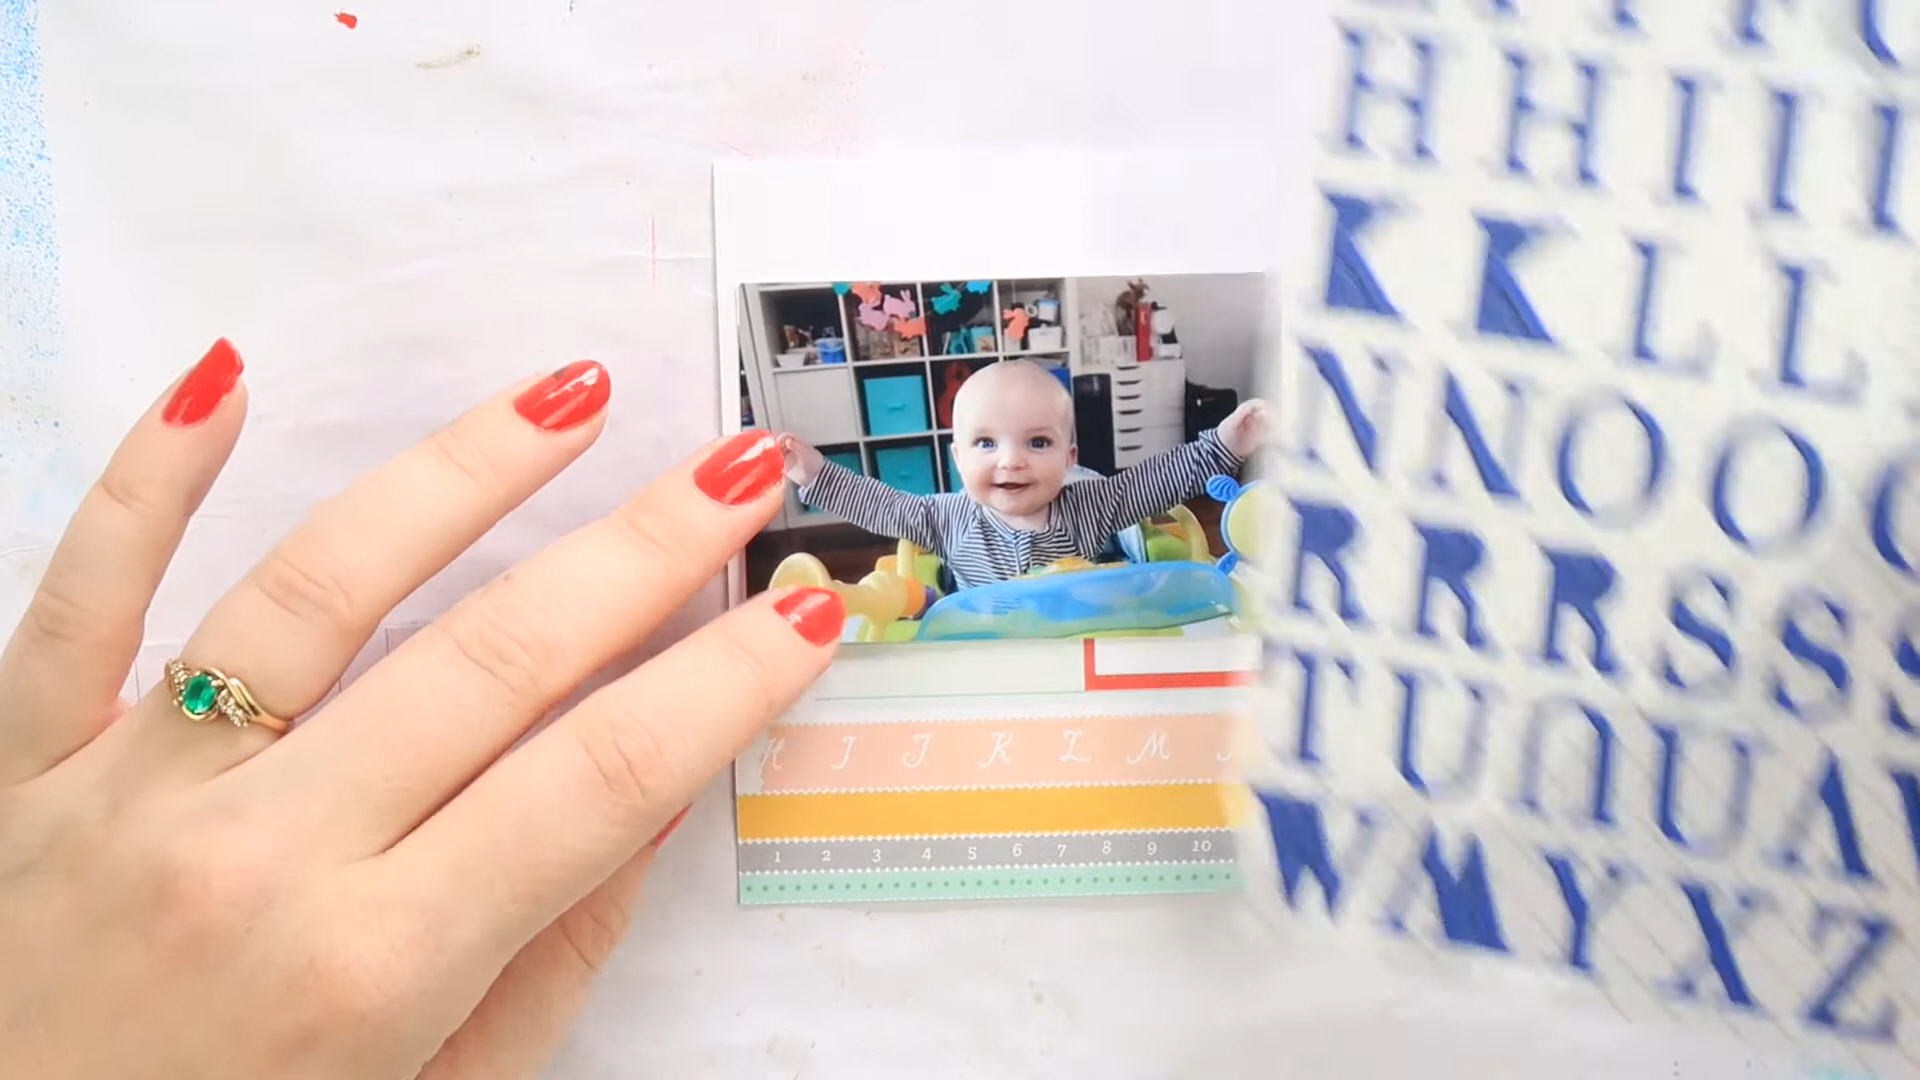 H H I I I
K K L L
N N O O
R R R S S S
T U U U
W W Y X Z
H I J K L M
1 2 3 4 5 6 7 8 9 10